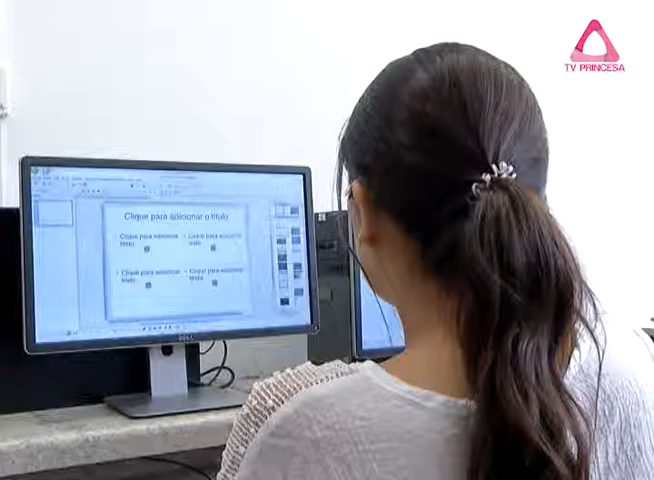 TV PRINCESA
Clique para adicionar o título
Clique para adicionar
texto
Clique para adicionar
texto
Clique para adicionar
texto
Clique para adicionar
texto
DELL